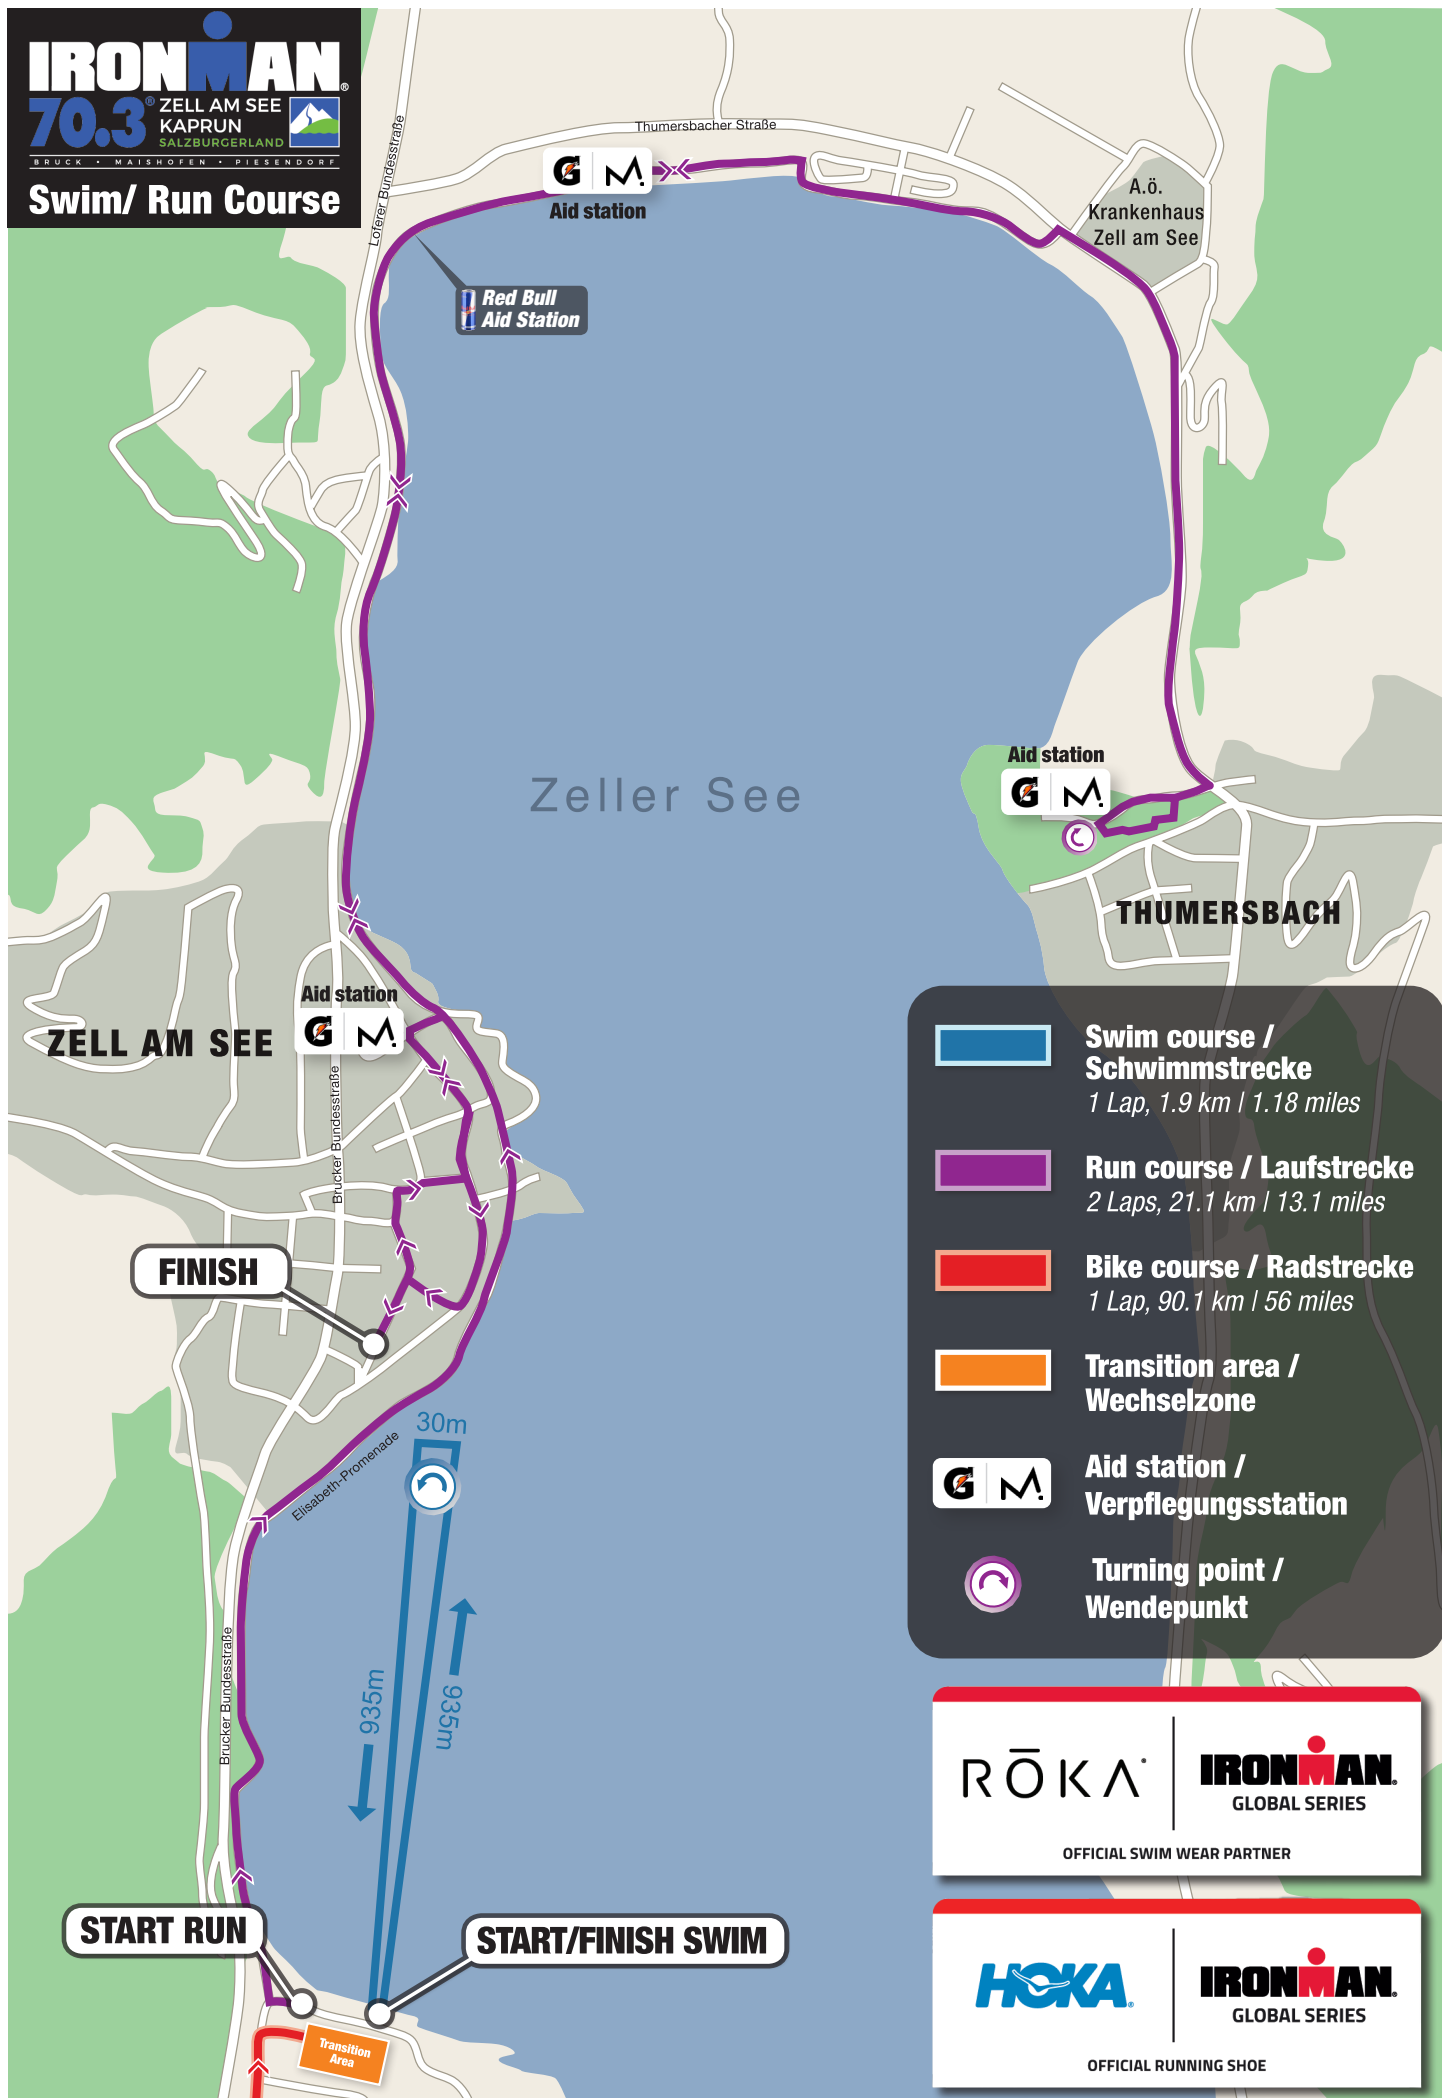 IRONMAN®
70.3®
ZELL AM SEE
KAPRUN
SALZBURGERLAND
BRUCK • MAISHOFEN • PIESENDORF
Swim/ Run Course
Loferer Bundesstraße
Thumersbacher Straße
G M.
Aid station
A.ö.
Krankenhaus
Zell am See
Red Bull
Aid Station
Zeller See
Aid station
G M.
THUMERSBACH
Aid station
G M.
ZELL AM SEE
Brucker Bundesstraße
FINISH
30m
Elisabeth-Promenade
935m
935m
Brucker Bundesstraße
START RUN
START/FINISH SWIM
Transition
Area
Swim course /
Schwimmstrecke
1 Lap, 1.9 km | 1.18 miles
Run course / Laufstrecke
2 Laps, 21.1 km | 13.1 miles
Bike course / Radstrecke
1 Lap, 90.1 km | 56 miles
Transition area /
Wechselzone
G M.
Aid station /
Verpflegungsstation
Turning point /
Wendepunkt
RŌKA®
IRONMAN®
GLOBAL SERIES
OFFICIAL SWIM WEAR PARTNER
HOKA®
IRONMAN®
GLOBAL SERIES
OFFICIAL RUNNING SHOE